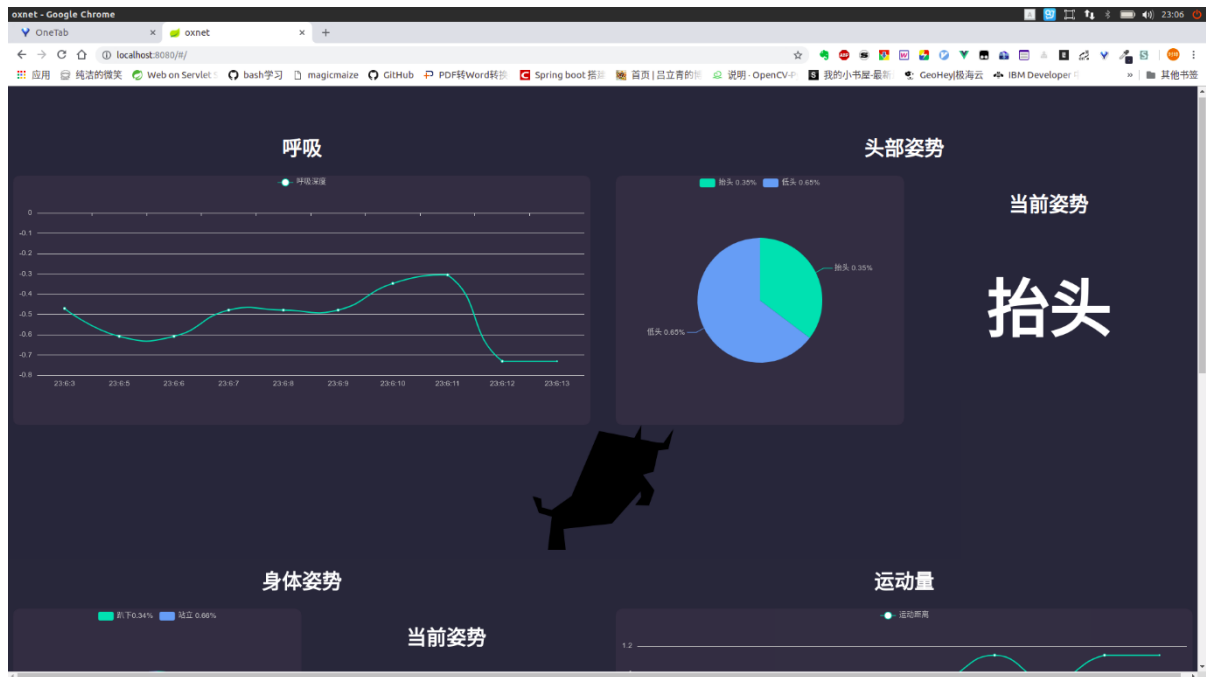 oxnet - Google Chrome
23:06
OneTab
oxnet
localhost:8080/#/
应用 纯洁的微笑 Web on Servlet bash学习 magicmaize GitHub PDF转Word转 Spring boot 搭建 首页|吕立青的 说明 · OpenCV-P 我的小书屋-最新 GeoHey|极海云 IBM Developer » 其他书签
呼吸
头部姿势
呼吸深度
抬头 0.35% 低头 0.65%
当前姿势
0
-0.1
-0.2
-0.3
-0.4
-0.5
-0.6
-0.7
-0.8
23:6:3 23:6:5 23:6:6 23:6:7 23:6:8 23:6:9 23:6:10 23:6:11 23:6:12 23:6:13
抬头 0.35%
低头 0.65%
抬头
身体姿势
运动量
趴下0.34% 站立 0.66%
当前姿势
运动距离
1.2